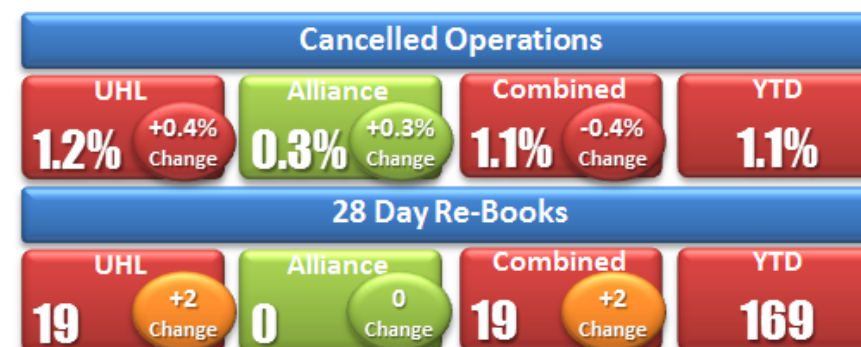 Cancelled Operations
UHL Alliance Combined YTD
1.2% +0.4% Change 0.3% +0.3% Change 1.1% -0.4% Change 1.1%
28 Day Re-Books
UHL Alliance Combined YTD
19 +2 Change 0 0 Change 19 +2 Change 169